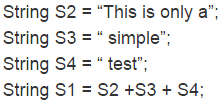 String S2 = “This is only a”;
String S3 = “ simple”;
String S4 = “ test”;
String S1 = S2 +S3 + S4;